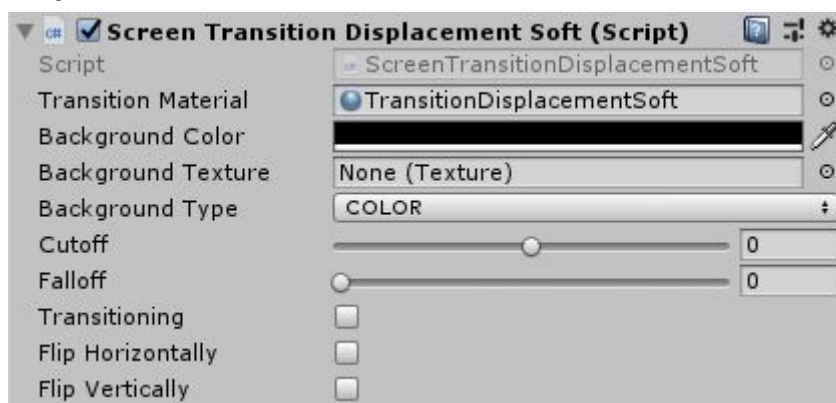 Screen Transition Displacement Soft (Script)
Script ScreenTransitionDisplacementSoft
Transition Material TransitionDisplacementSoft
Background Color
Background Texture None (Texture)
Background Type COLOR
Cutoff 0
Falloff 0
Transitioning
Flip Horizontally
Flip Vertically